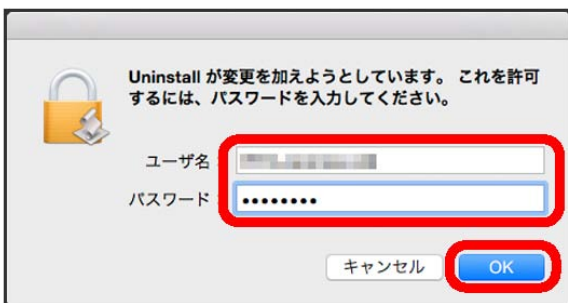 Uninstall が変更を加えようとしています。 これを許可
するには、パスワードを入力してください。
ユーザ名：
パスワード： ••••••••
キャンセル OK